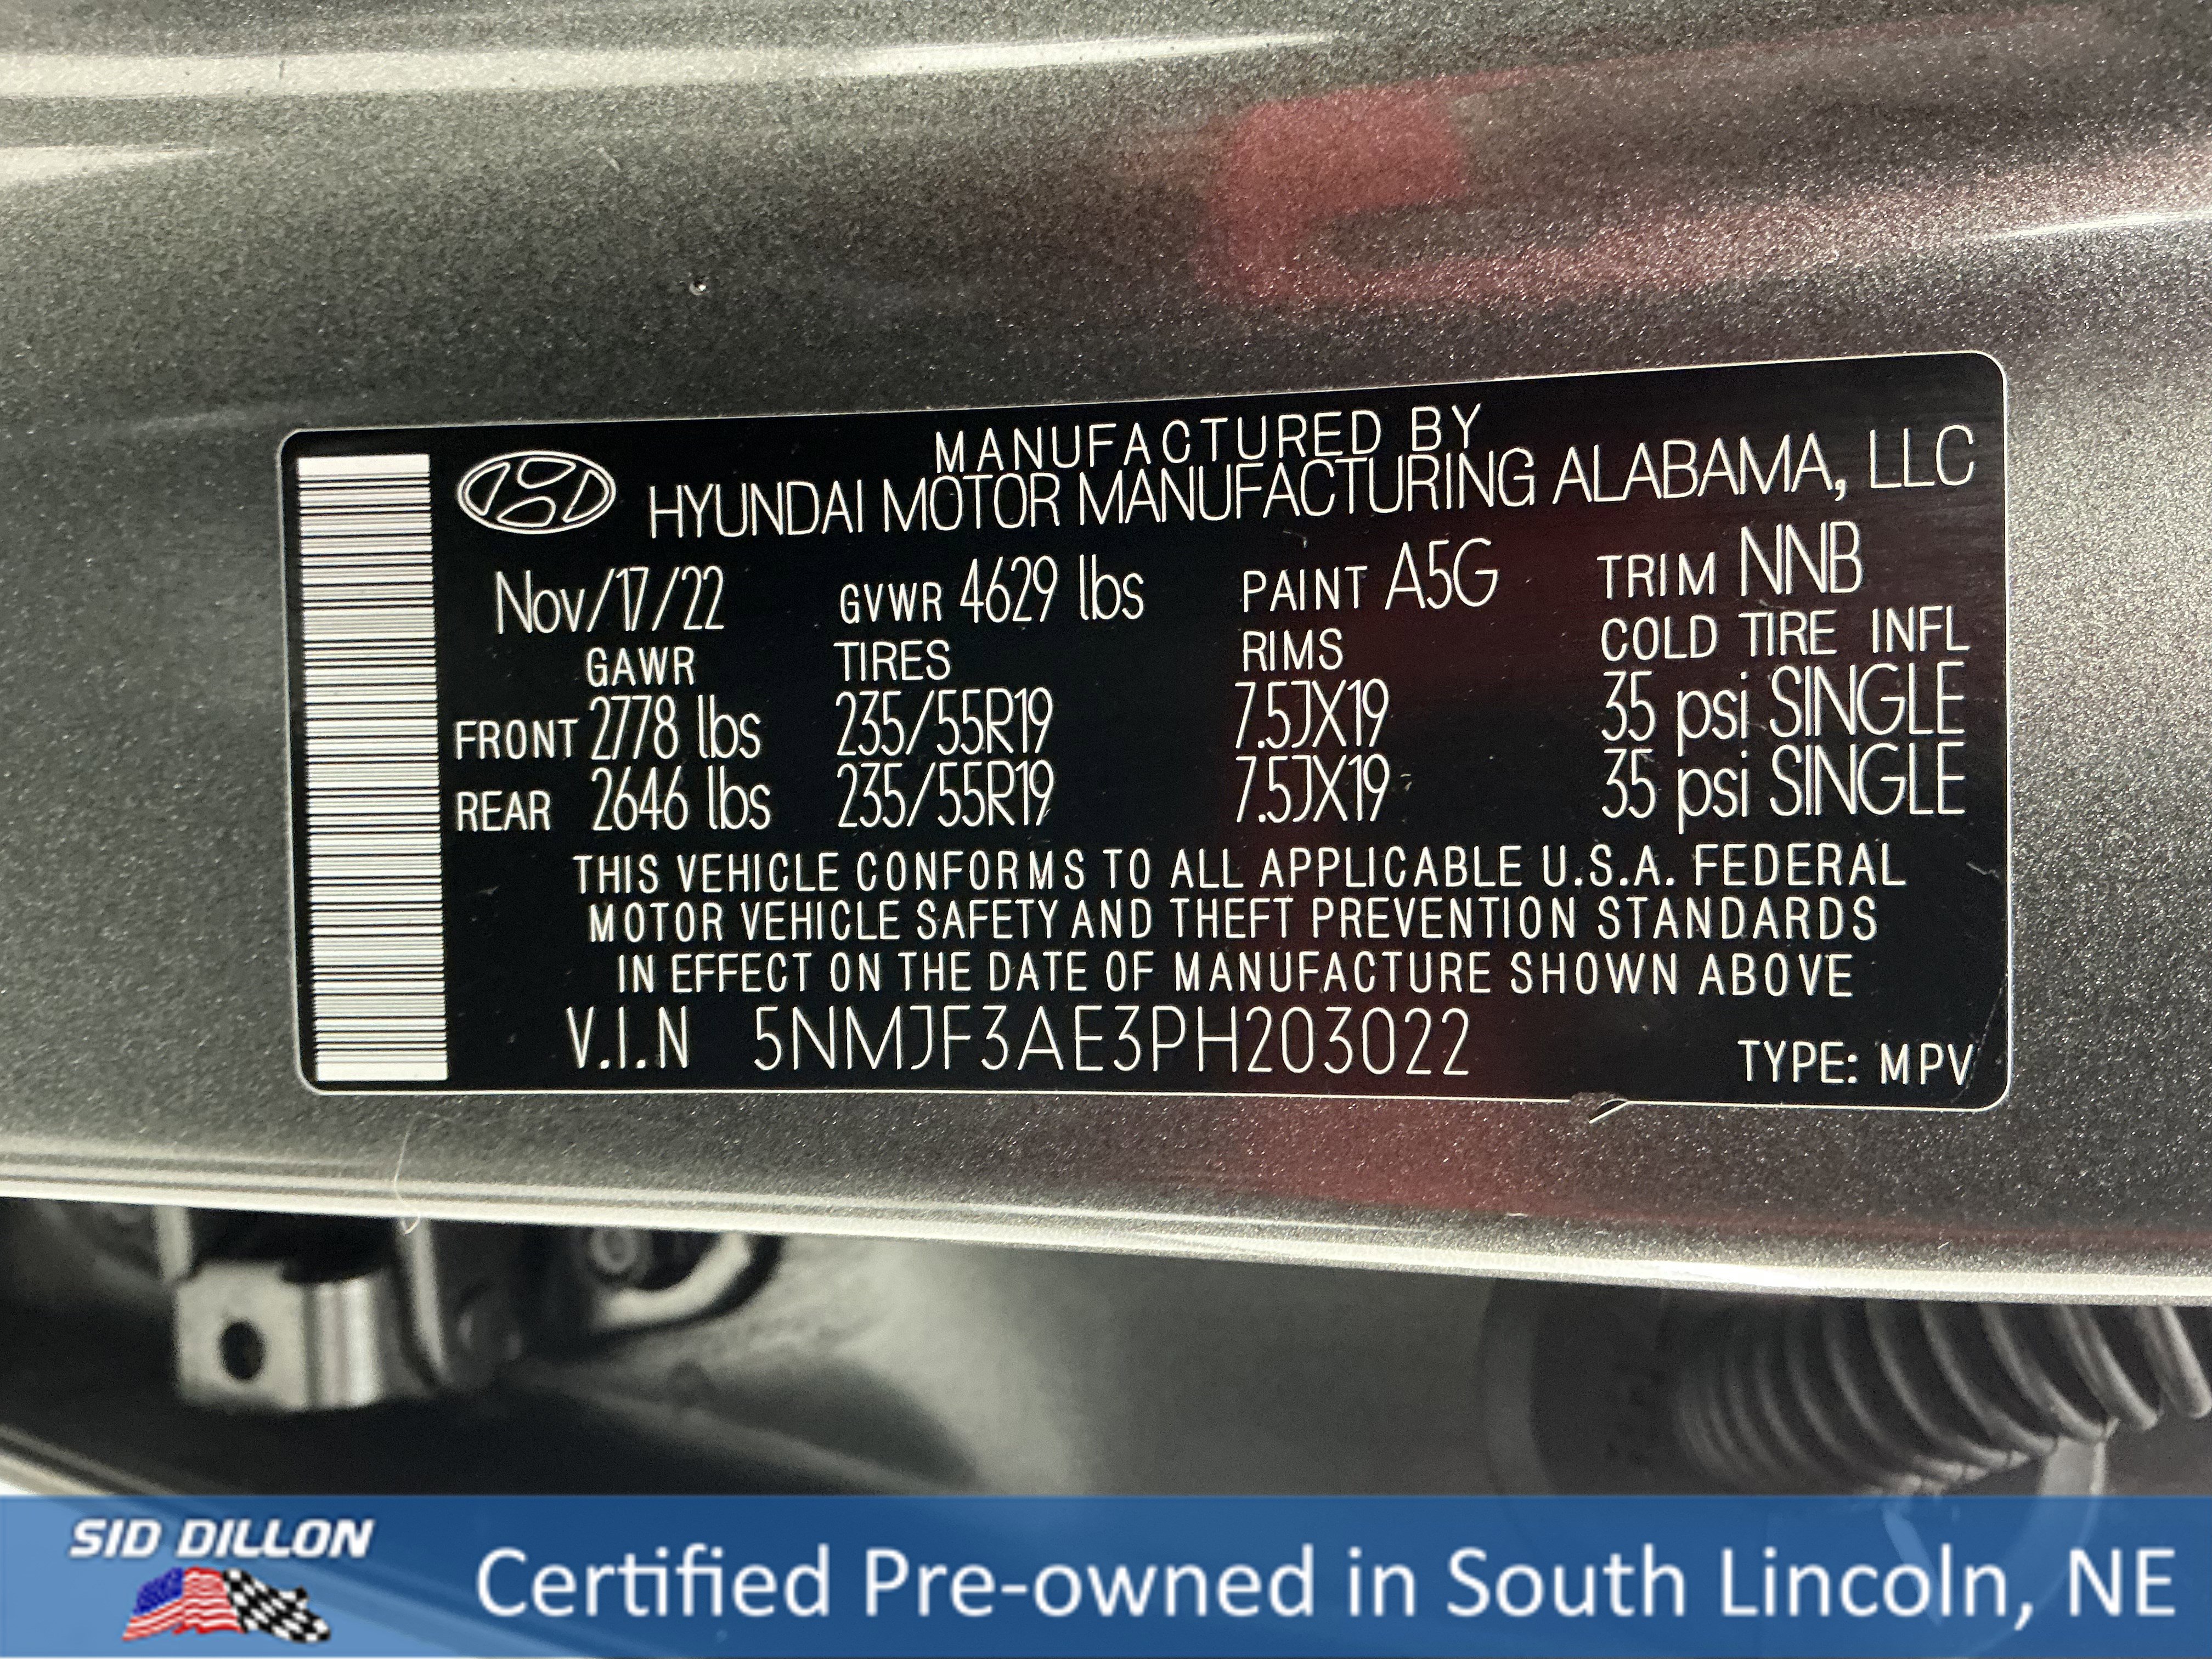 MANUFACTURED BY
HYUNDAI MOTOR MANUFACTURING ALABAMA, LLC
Nov/17/22 GVWR 4629 lbs PAINT A5G TRIM NNB
GAWR TIRES RIMS COLD TIRE INFL
FRONT 2778 lbs 235/55R19 7.5JX19 35 psi SINGLE
REAR 2646 lbs 235/55R19 7.5JX19 35 psi SINGLE
THIS VEHICLE CONFORMS TO ALL APPLICABLE U.S.A. FEDERAL
MOTOR VEHICLE SAFETY AND THEFT PREVENTION STANDARDS
IN EFFECT ON THE DATE OF MANUFACTURE SHOWN ABOVE
V.I.N 5NMJF3AE3PH203022 TYPE: MPV
SID DILLON
Certified Pre-owned in South Lincoln, NE